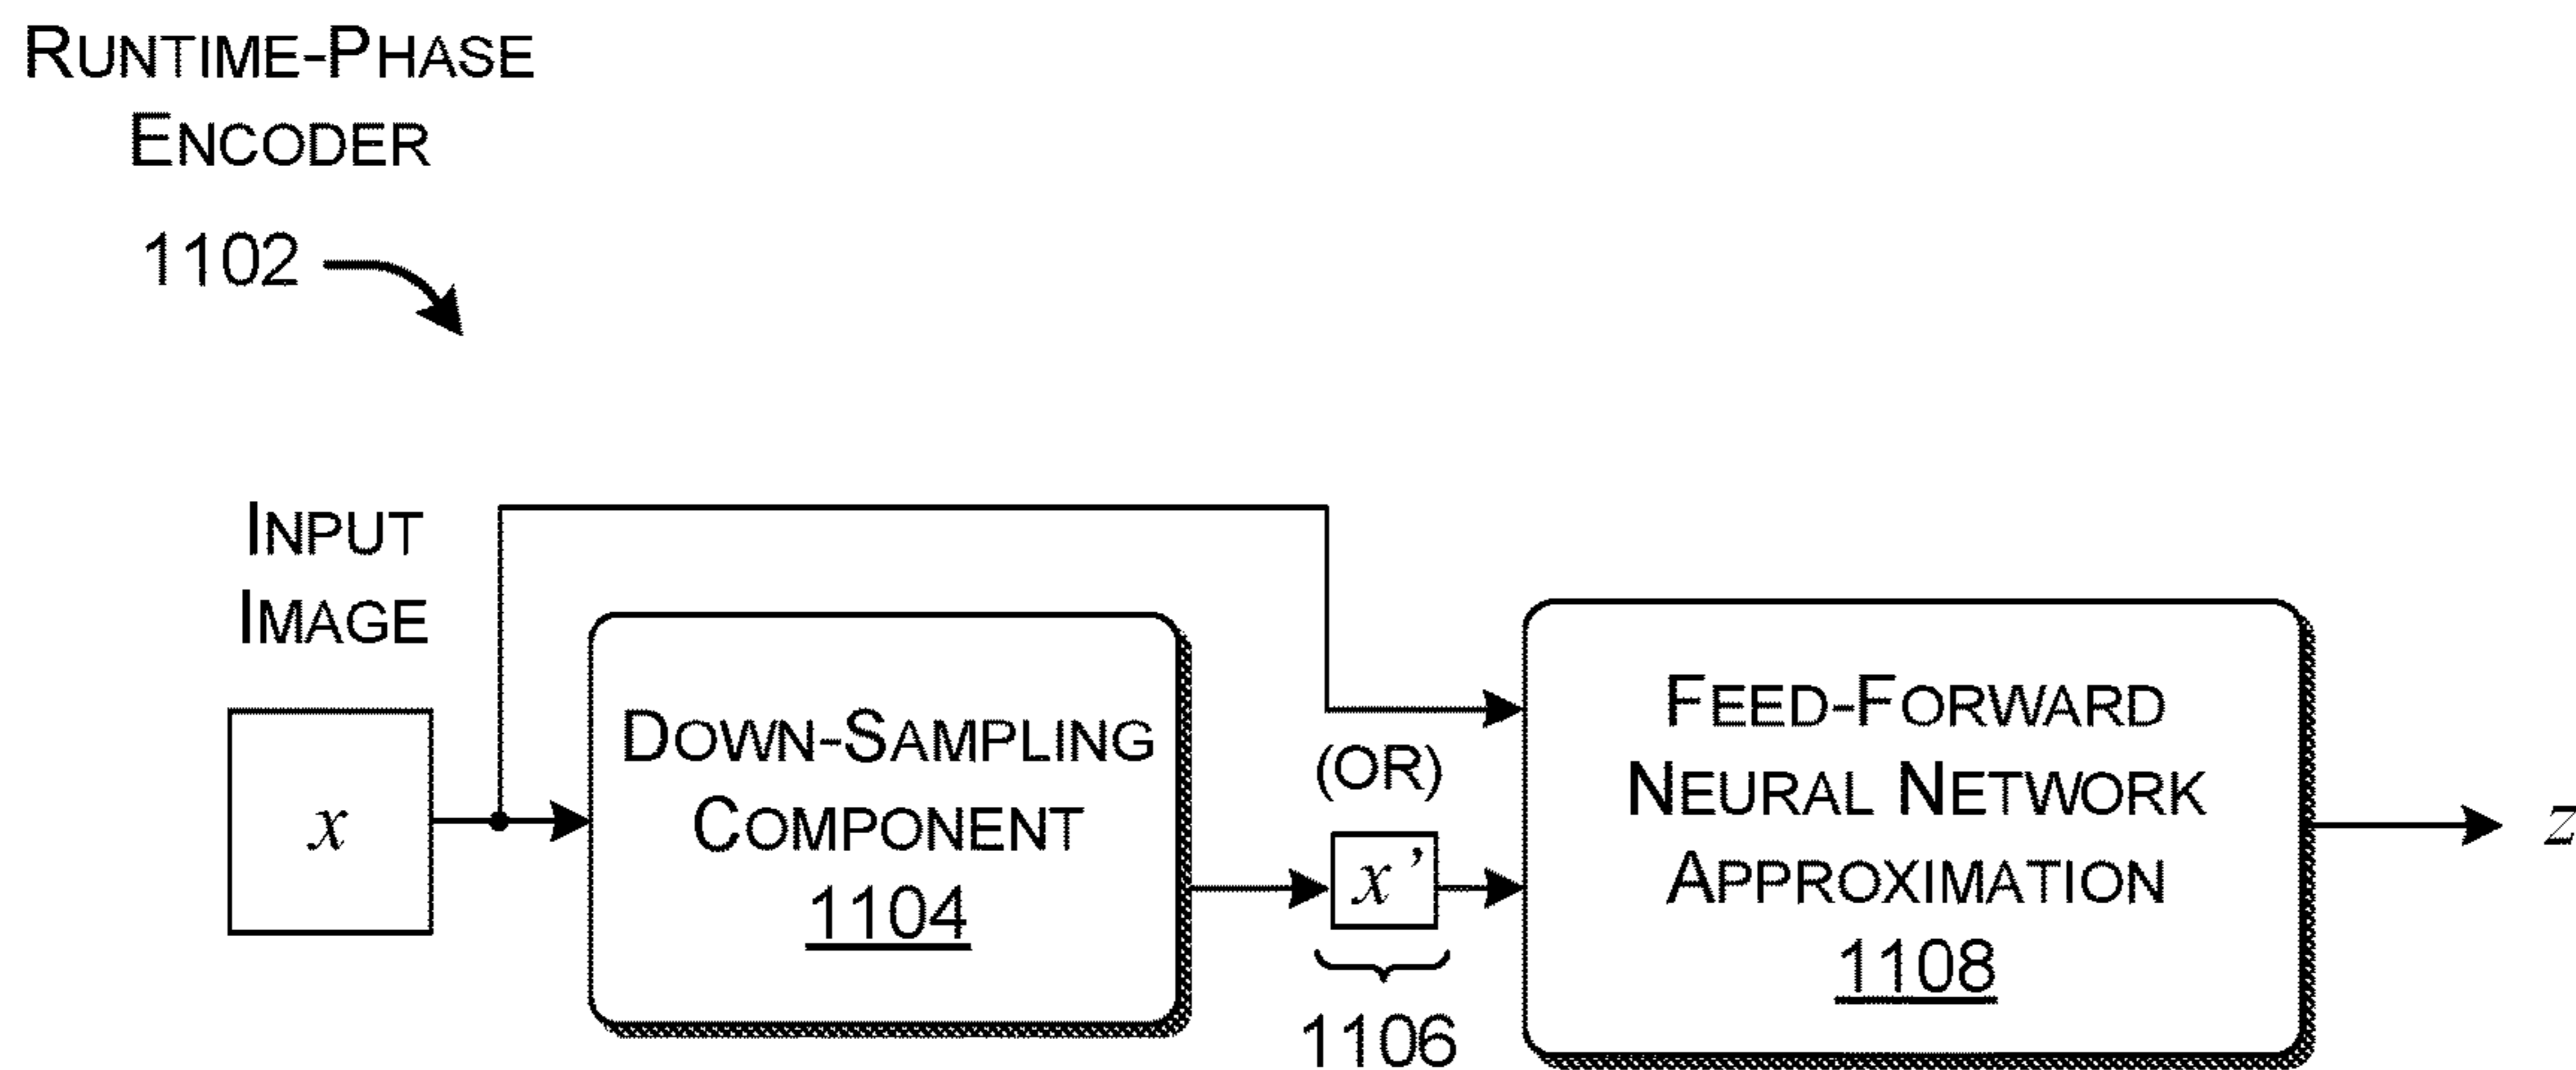 RUNTIME-PHASE
ENCODER
1102
INPUT
IMAGE
x
DOWN-SAMPLING
COMPONENT
1104
(OR)
x’
1106
FEED-FORWARD
NEURAL NETWORK
APPROXIMATION
1108
z